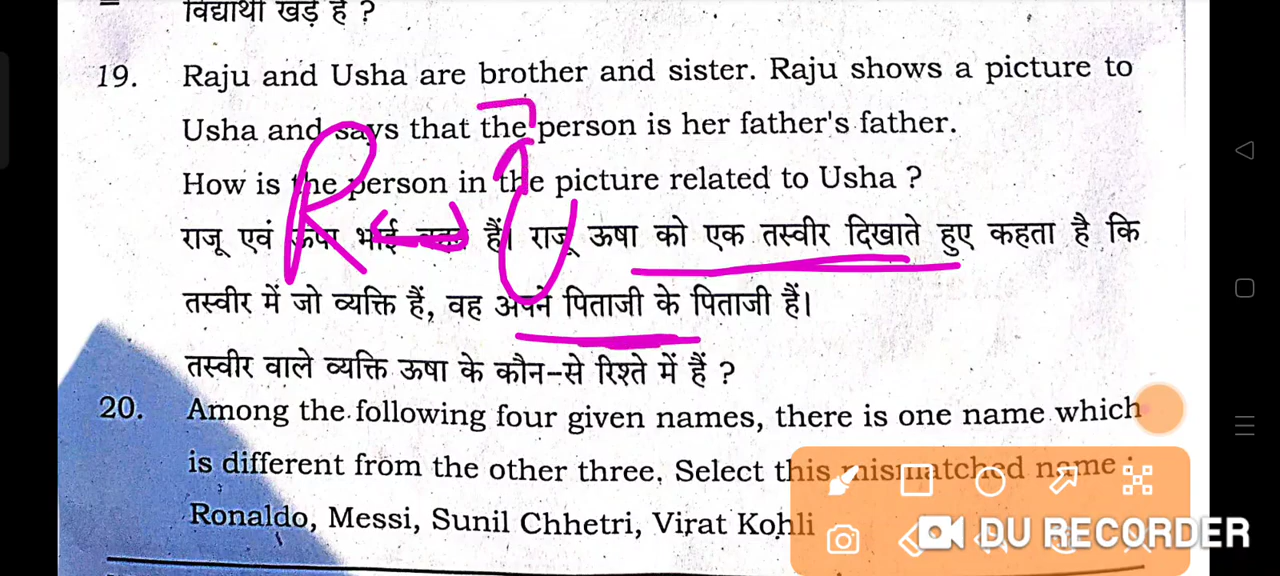 विद्यार्थी खड़े हैं ?
19. Raju and Usha are brother and sister. Raju shows a picture to
Usha and says that the person is her father's father.
How is the person in the picture related to Usha ?
राजू एवं ऊषा भाई बहन हैं। राजू ऊषा को एक तस्वीर दिखाते हुए कहता है कि
तस्वीर में जो व्यक्ति हैं, वह अपने पिताजी के पिताजी हैं।
R U
तस्वीर वाले व्यक्ति ऊषा के कौन-से रिश्ते में हैं ?
20. Among the following four given names, there is one name which
is different from the other three. Select this mismatched name :
Ronaldo, Messi, Sunil Chhetri, Virat Kohli
DU RECORDER